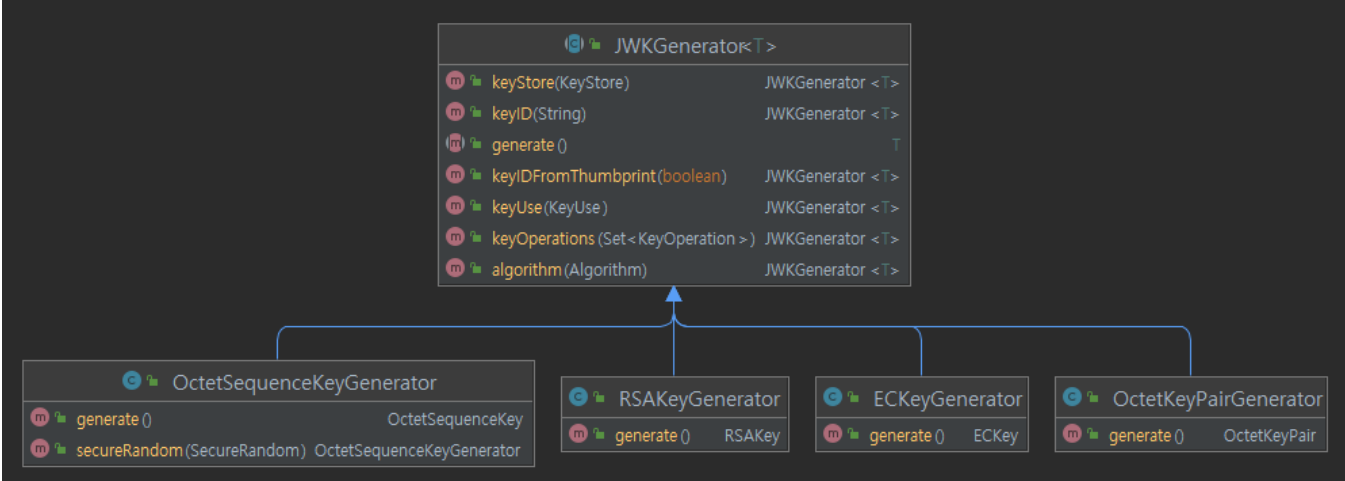 JWKGenerator<T>
keyStore(KeyStore) JWKGenerator <T>
keyID(String) JWKGenerator <T>
generate () T
keyIDFromThumbprint(boolean) JWKGenerator <T>
keyUse(KeyUse) JWKGenerator <T>
keyOperations (Set<KeyOperation>) JWKGenerator <T>
algorithm(Algorithm) JWKGenerator <T>
OctetSequenceKeyGenerator
generate () OctetSequenceKey
secureRandom(SecureRandom) OctetSequenceKeyGenerator
RSAKeyGenerator
generate () RSAKey
ECKeyGenerator
generate () ECKey
OctetKeyPairGenerator
generate () OctetKeyPair